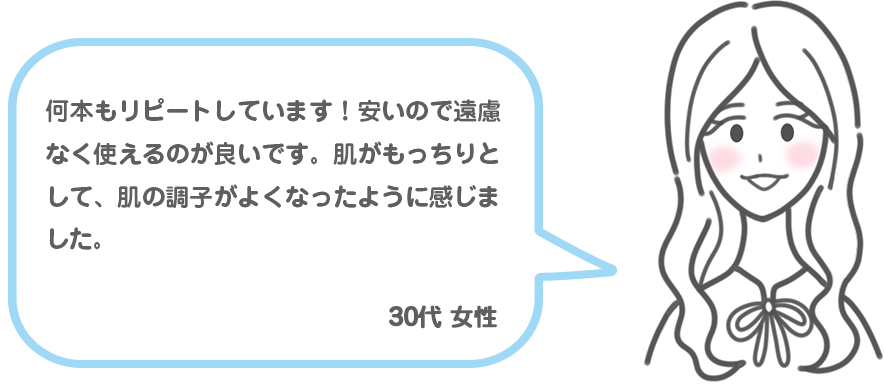 何本もリピートしています！安いので遠慮
なく使えるのが良いです。肌がもっちりと
して、肌の調子がよくなったように感じま
した。
30代 女性